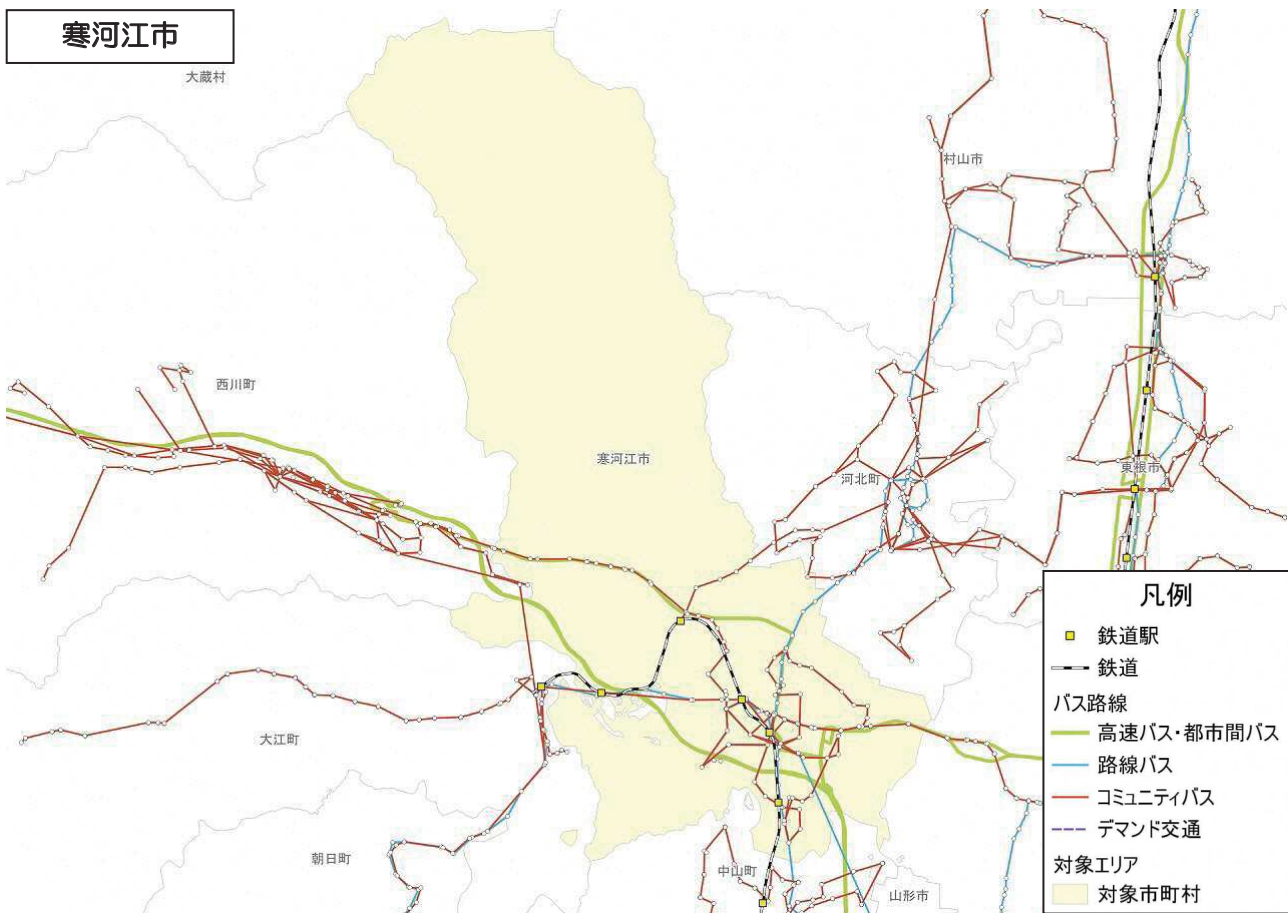 寒河江市
大蔵村
村山市
西川町
寒河江市
河北町
東根市
大江町
朝日町
中山町
山形市
凡例
鉄道駅
鉄道
バス路線
高速バス・都市間バス
路線バス
コミュニティバス
デマンド交通
対象エリア
対象市町村